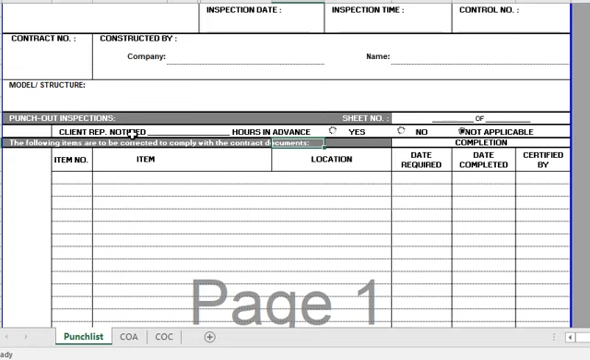 INSPECTION DATE : INSPECTION TIME : CONTROL NO. :
CONTRACT NO. : CONSTRUCTED BY :
Company: Name:
MODEL/ STRUCTURE:
PUNCH-OUT INSPECTIONS: SHEET NO. : OF
CLIENT REP. NOTIFIED HOURS IN ADVANCE YES NO NOT APPLICABLE
The following items are to be corrected to comply with the contract documents: COMPLETION
ITEM NO. ITEM LOCATION DATE REQUIRED DATE COMPLETED CERTIFIED BY
Page 1
Punchlist COA COC
ady